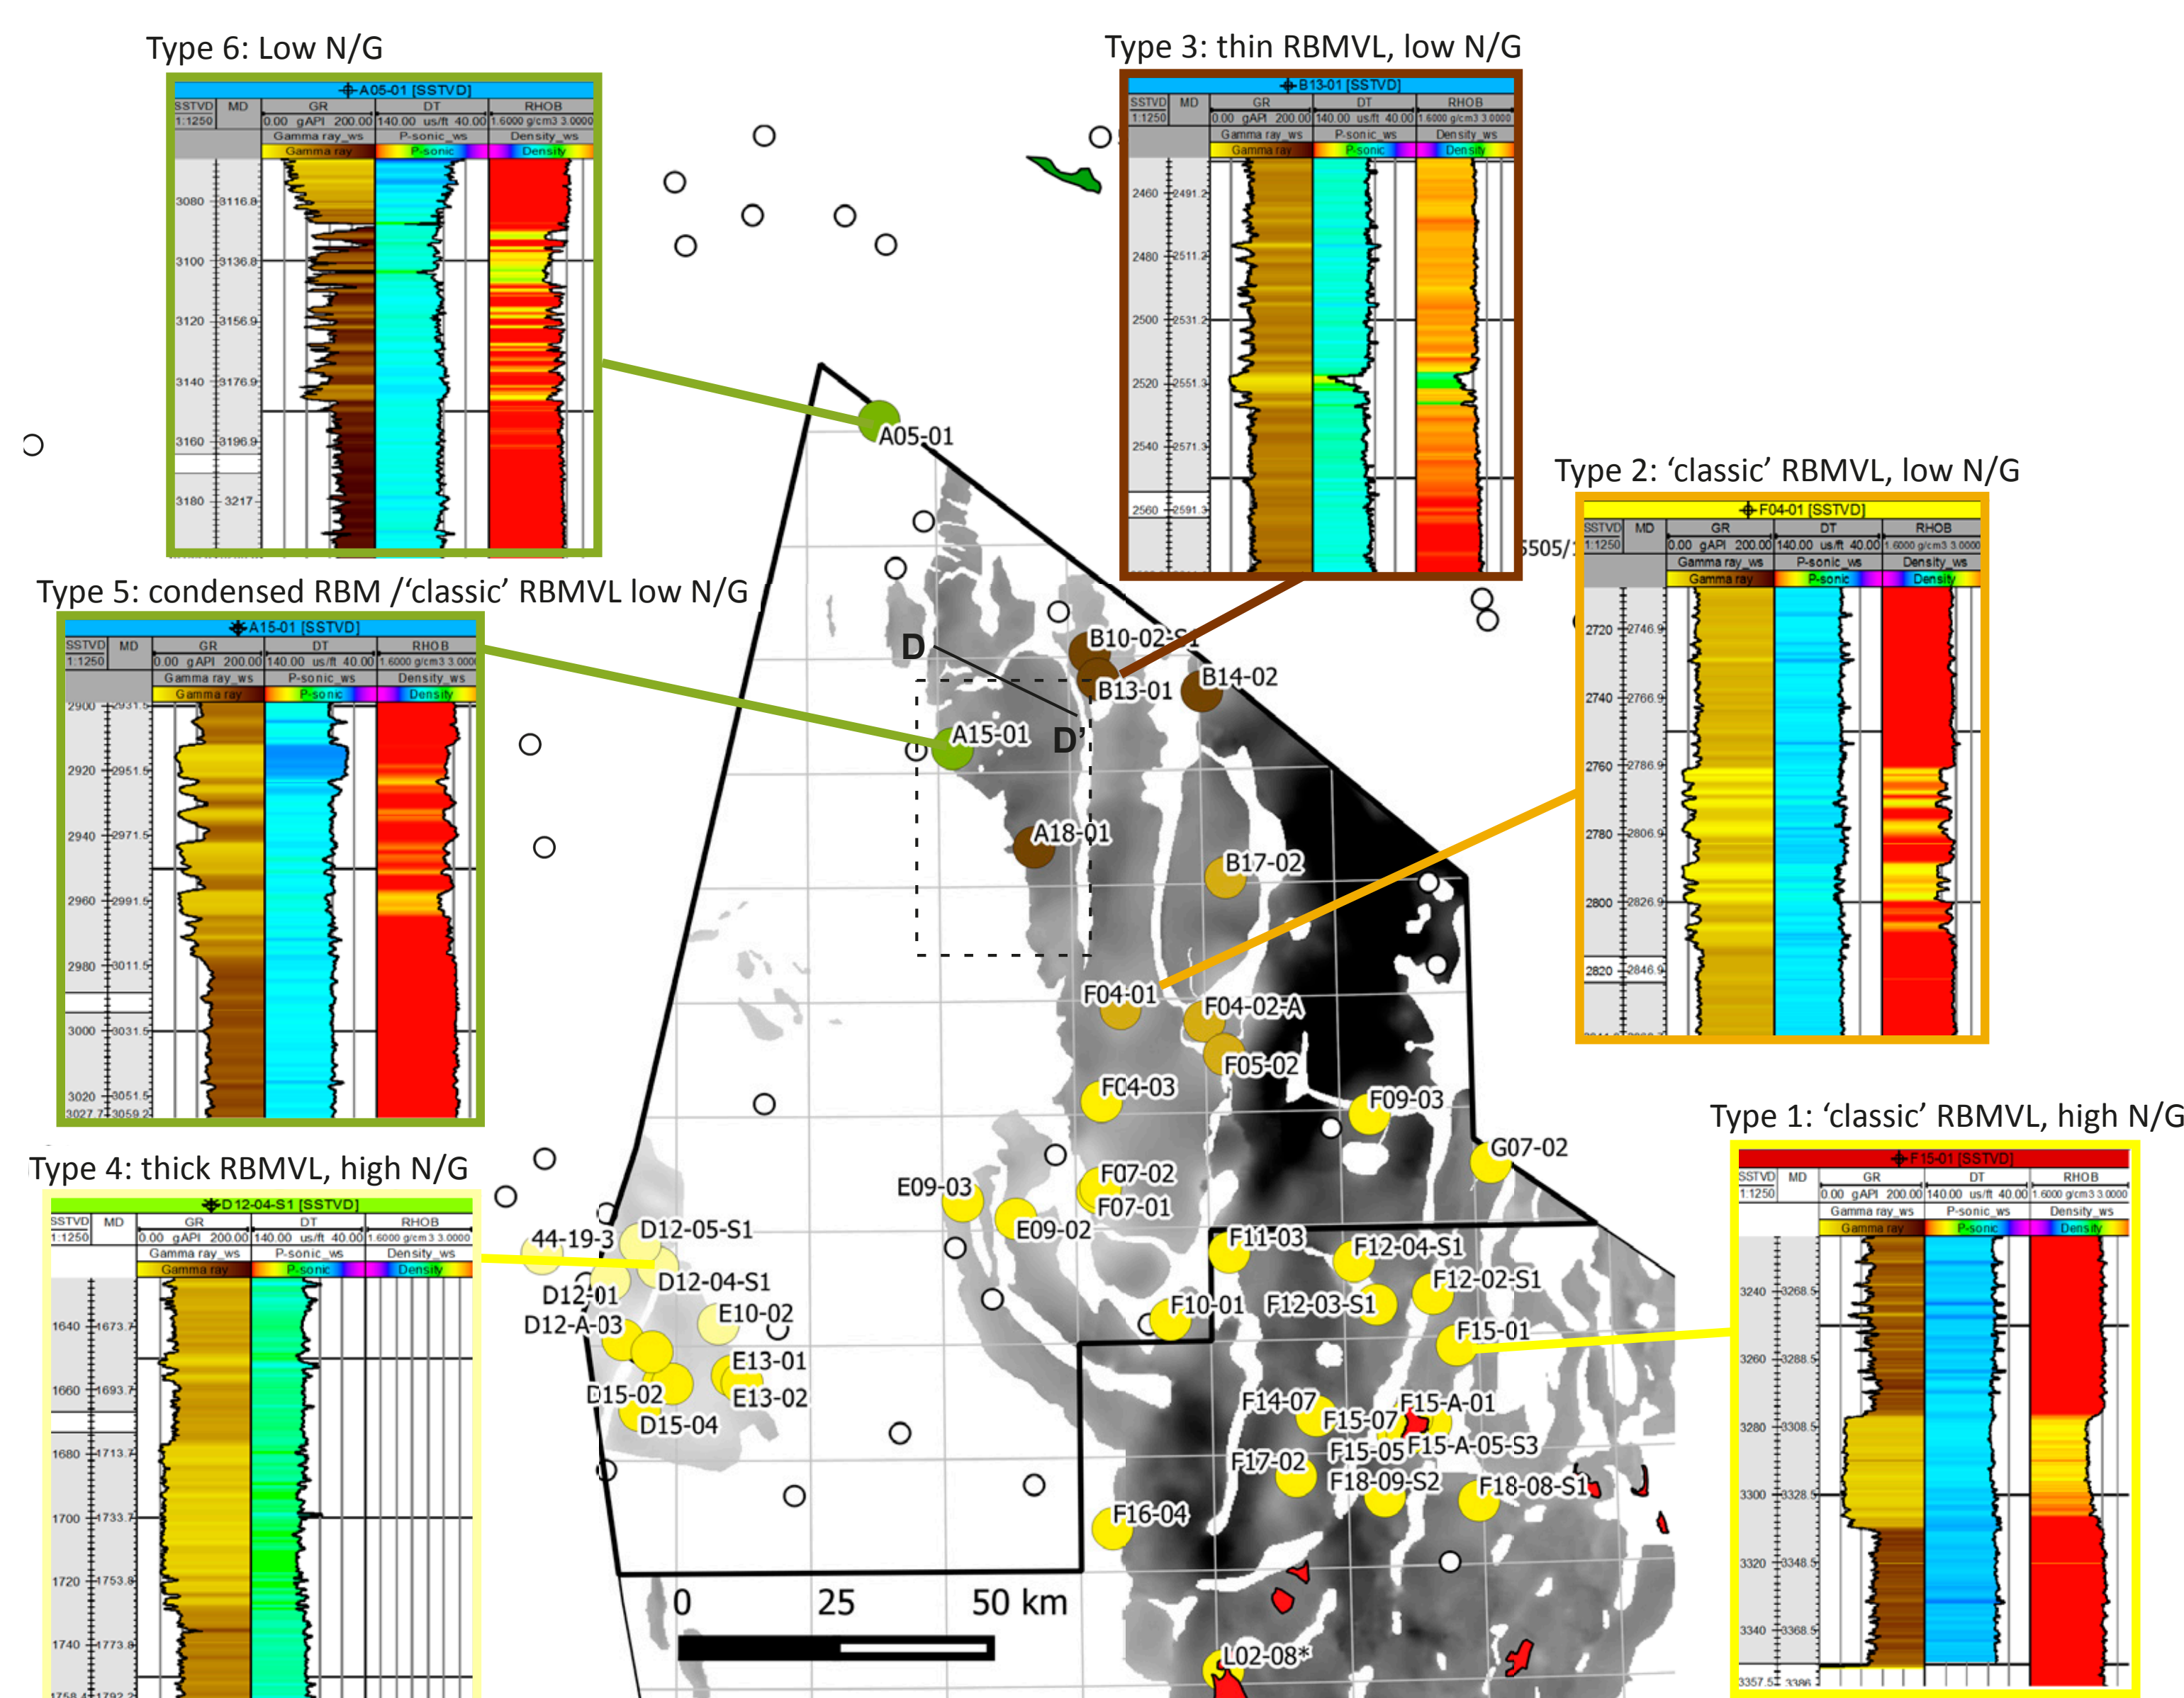 Type 6: Low N/G
A05-01 [SSTVD]
SSTVD MD GR DT RHOB
1:1250 0.00 gAPI 200.00 140.00 us/ft 40.00 1.6000 g/cm3 3.0000
Gamma ray_ws P-sonic_ws Density_ws
Gamma ray P-sonic Density
3080 3116.8
3100 3136.8
3120 3156.9
3140 3176.9
3160 3196.9
3180 3217
Type 3: thin RBMVL, low N/G
B13-01 [SSTVD]
SSTVD MD GR DT RHOB
1:1250 0.00 gAPI 200.00 140.00 us/ft 40.00 1.6000 g/cm3 3.0000
Gamma ray_ws P-sonic_ws Density_ws
Gamma ray P-sonic Density
2460 2491.2
2480 2511.2
2500 2531.2
2520 2551.3
2540 2571.3
2560 2591.3
Type 2: ‘classic’ RBMVL, low N/G
F04-01 [SSTVD]
SSTVD MD GR DT RHOB
1:1250 0.00 gAPI 200.00 140.00 us/ft 40.00 1.6000 g/cm3 3.0000
Gamma ray_ws P-sonic_ws Density_ws
Gamma ray P-sonic Density
2720 2746.9
2740 2766.9
2760 2786.9
2780 2806.9
2800 2826.9
2820 2846.9
Type 5: condensed RBM /‘classic’ RBMVL low N/G
A15-01 [SSTVD]
SSTVD MD GR DT RHOB
1:1250 0.00 gAPI 200.00 140.00 us/ft 40.00 1.6000 g/cm3 3.000
Gamma ray_ws P-sonic_ws Density_ws
Gamma ray P-sonic Density
2900 2931.5
2920 2951.5
2940 2971.5
2960 2991.5
2980 3011.5
3000 3031.5
3020 3051.5
3027.7 3059.2
Type 4: thick RBMVL, high N/G
D12-04-S1 [SSTVD]
SSTVD MD GR DT RHOB
1:1250 0.00 gAPI 200.00 140.00 us/ft 40.00 1.6000 g/cm3 3.0000
Gamma ray_ws P-sonic_ws Density_ws
Gamma ray P-sonic Density
1640 1673.7
1660 1693.7
1680 1713.7
1700 1733.7
1720 1753.8
1740 1773.8
1758.4 1792.2
Type 1: ‘classic’ RBMVL, high N/G
F15-01 [SSTVD]
SSTVD MD GR DT RHOB
1:1250 0.00 gAPI 200.00 140.00 us/ft 40.00 1.6000 g/cm3 3.0000
Gamma ray_ws P-sonic_ws Density_ws
Gamma ray P-sonic Density
3240 3268.5
3260 3288.5
3280 3308.5
3300 3328.5
3320 3348.5
3340 3368.5
3357.5 3386
A05-01
5505/
D
B10-02-S1
B13-01
B14-02
A15-01
D'
A18-01
B17-02
F04-01
F04-02-A
F05-02
F04-03
F09-03
G07-02
F07-02
E09-03
F07-01
E09-02
44-19-3
D12-05-S1
F11-03
F12-04-S1
D12-04-S1
F12-02-S1
D12-01
E10-02
F10-01
F12-03-S1
D12-A-03
F15-01
E13-01
D15-02
E13-02
F14-07
F15-A-01
F15-07
D15-04
F15-05
F15-A-05-S3
F17-02
F18-09-S2
F18-08-S1
F16-04
0 25 50 km
L02-08*